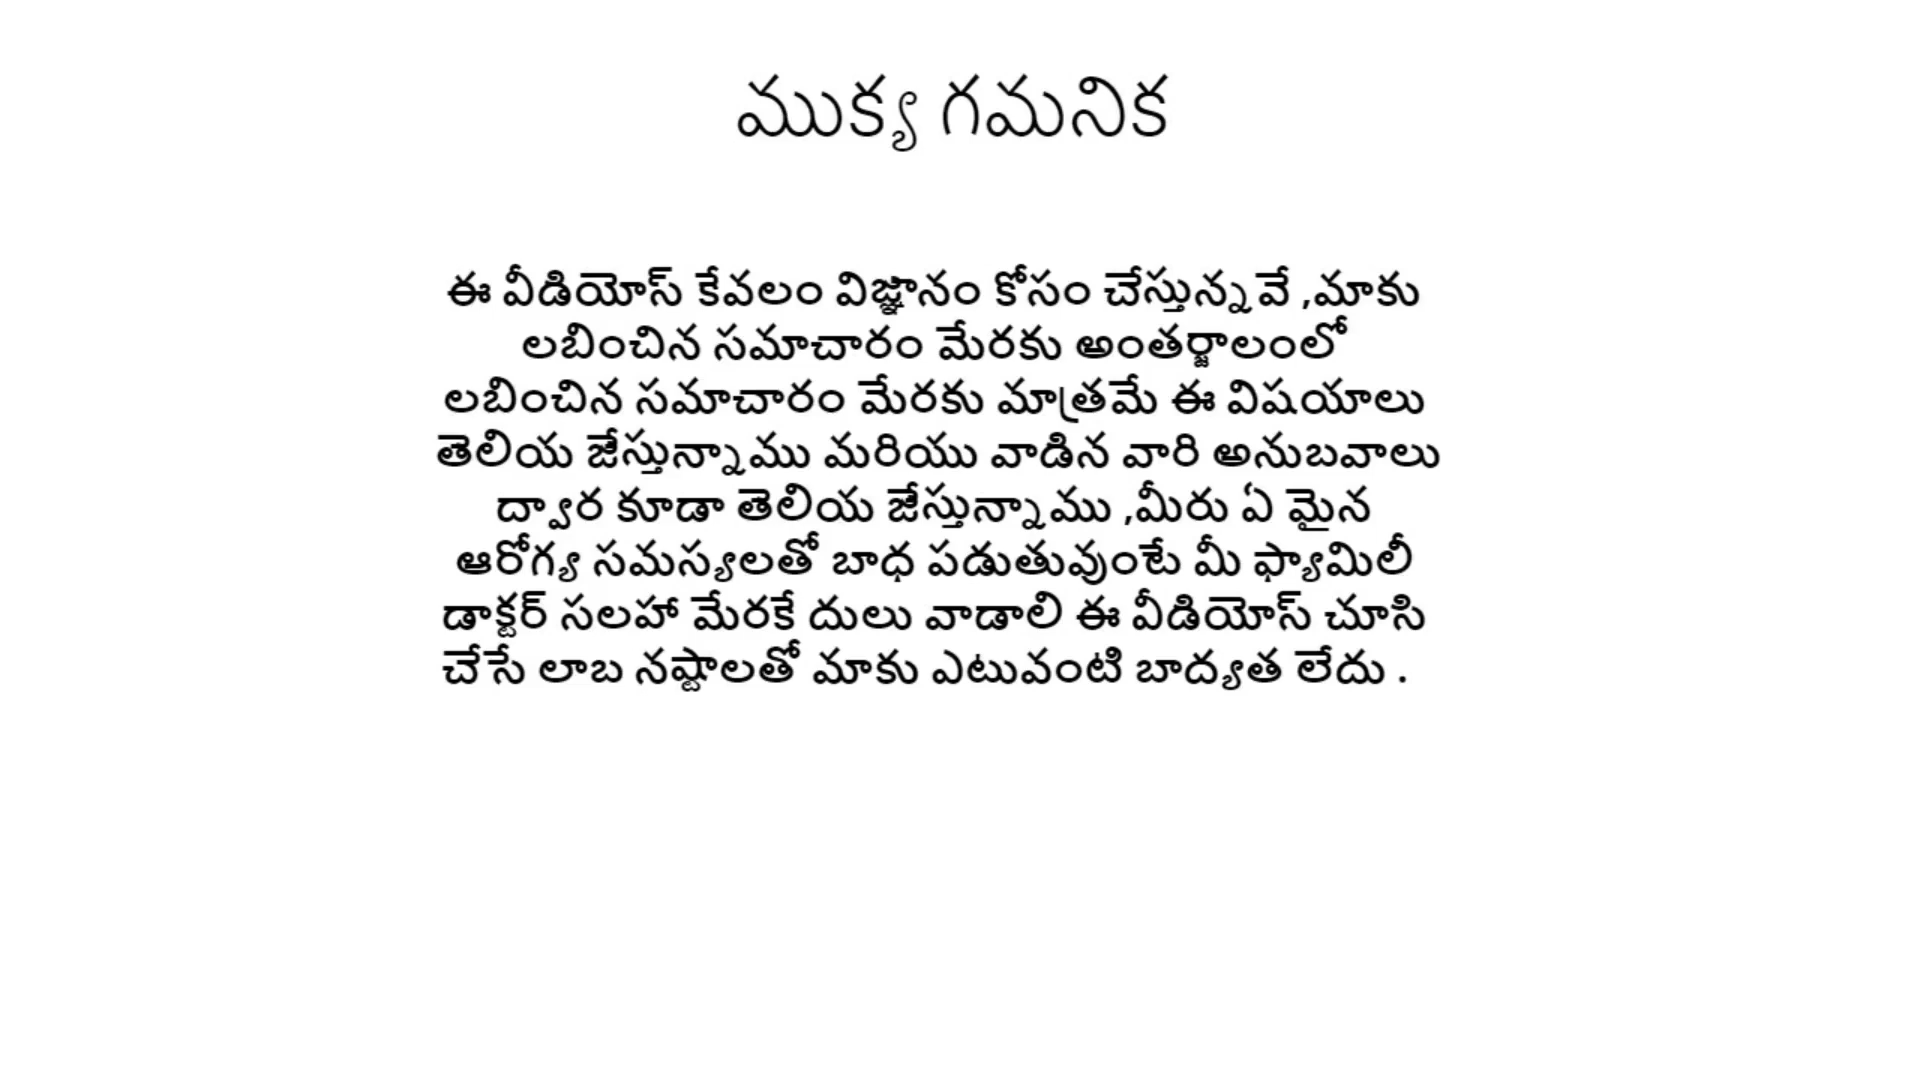 ముక్య గమనిక
ఈ వీడియోస్ కేవలం విజ్ఞానం కోసం చేస్తున్నవే ,మాకు
లబించిన సమాచారం మేరకు అంతర్జాలంలో
లబించిన సమాచారం మేరకు మాత్రమే ఈ విషయాలు
తెలియ జేస్తున్నాము మరియు వాడిన వారి అనుబవాలు
ద్వార కూడా తెలియ జేస్తున్నాము ,మీరు ఏ మైన
ఆరోగ్య సమస్యలతో బాధ పడుతువుంటే మీ ఫ్యామిలీ
డాక్టర్ సలహా మేరకే దులు వాడాలి ఈ వీడియోస్ చూసి
చేసే లాబ నష్టాలతో మాకు ఎటువంటి బాద్యత లేదు .